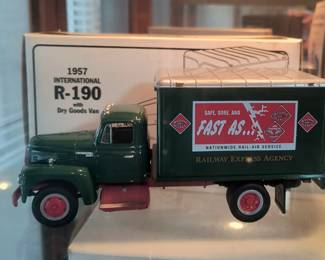 1957
INTERNATIONAL
R-190
with
Dry Goods Van
SAFE, SURE, AND
FAST AS...
NATIONWIDE RAIL-AIR SERVICE
RAILWAY EXPRESS AGENCY